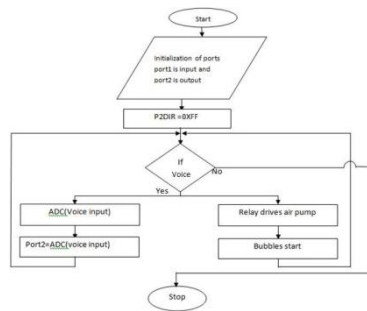 Start
Initialization of ports
port1 is input and
port2 is output
P2DIR =0XFF
If
Voice
No
Yes
ADC(Voice input)
Relay drives air pump
Port2=ADC(voice input)
Bubbles start
Stop